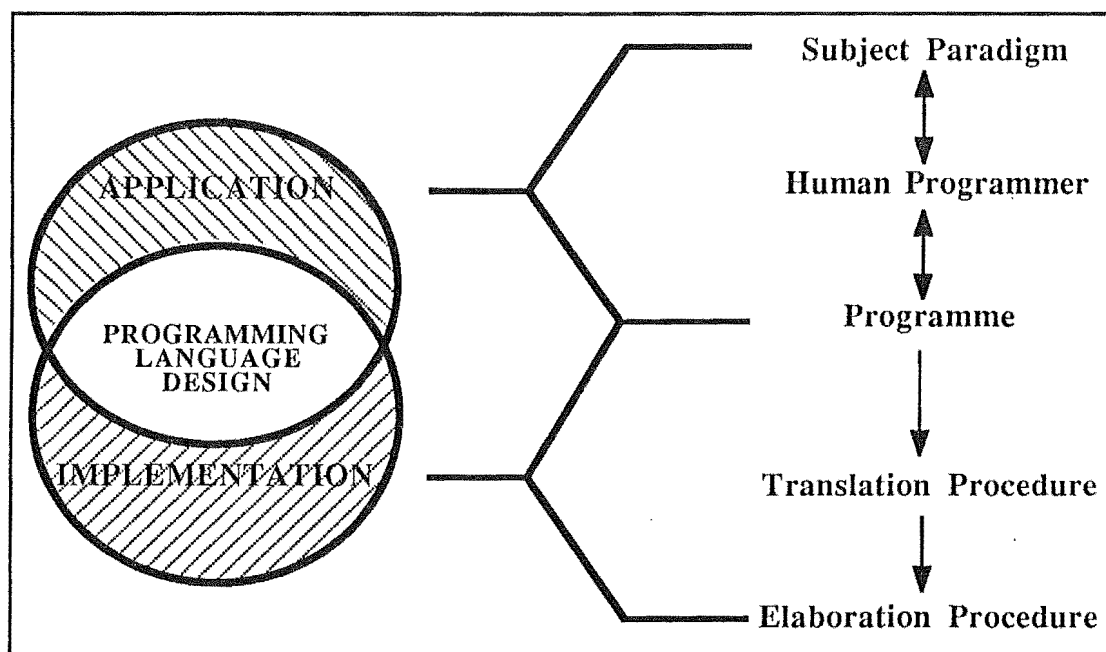 APPLICATION
PROGRAMMING
LANGUAGE
DESIGN
IMPLEMENTATION
Subject Paradigm
Human Programmer
Programme
Translation Procedure
Elaboration Procedure